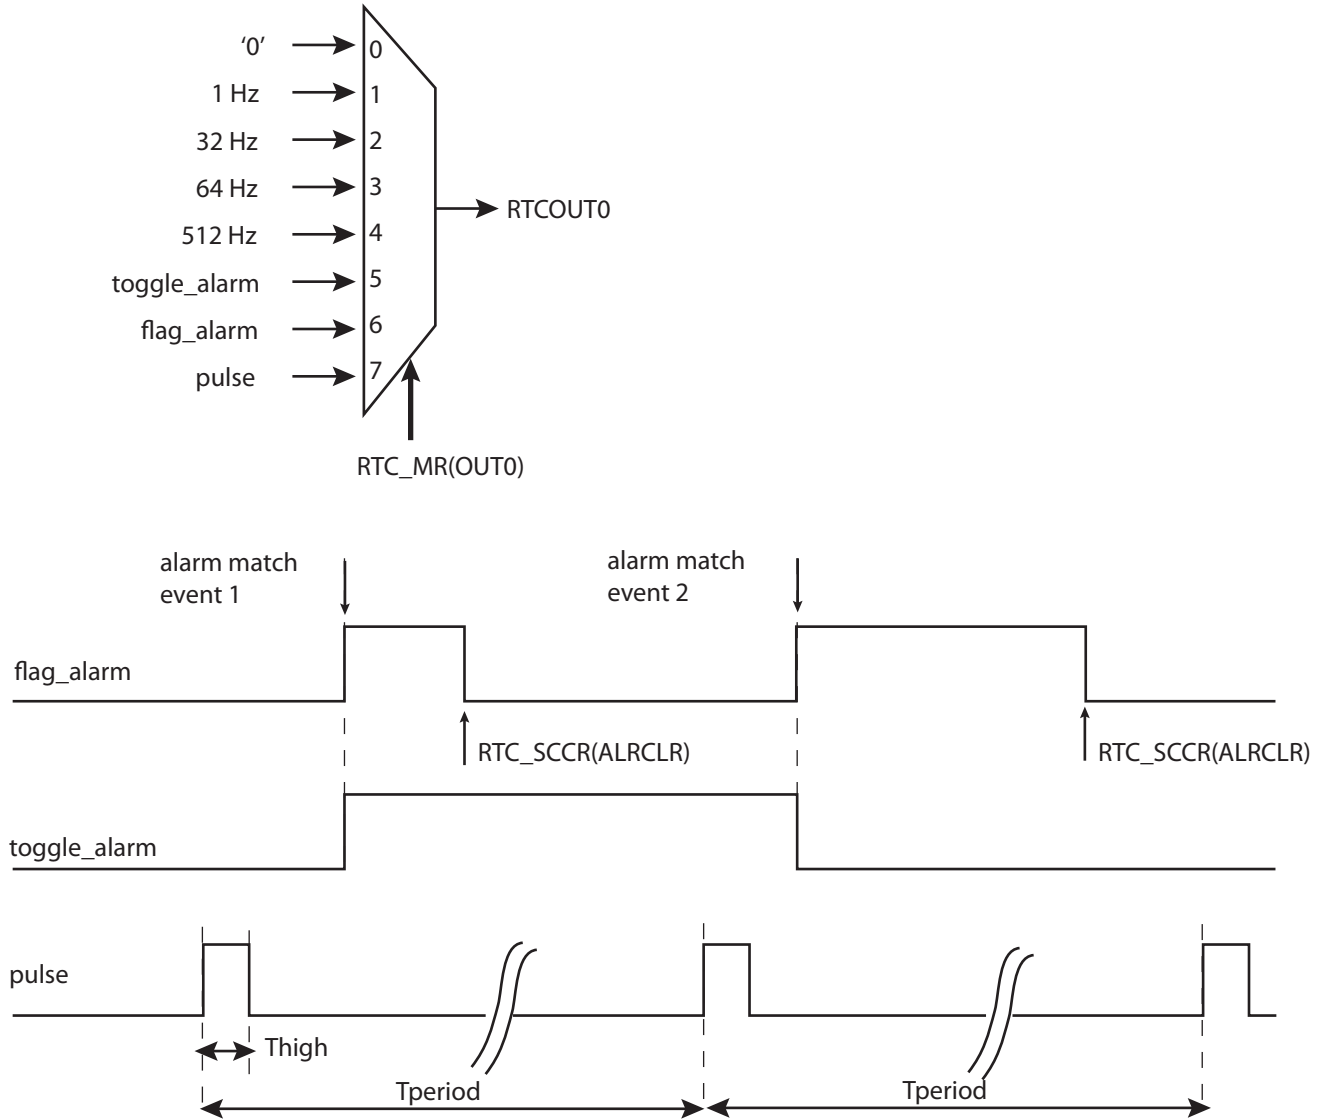 ‘0’
0
1 Hz
1
32 Hz
2
64 Hz
3
RTCOUT0
512 Hz
4
toggle_alarm
5
flag_alarm
6
pulse
7
RTC_MR(OUT0)
alarm match
event 1
alarm match
event 2
flag_alarm
RTC_SCCR(ALRCLR)
RTC_SCCR(ALRCLR)
toggle_alarm
pulse
Thigh
Tperiod
Tperiod